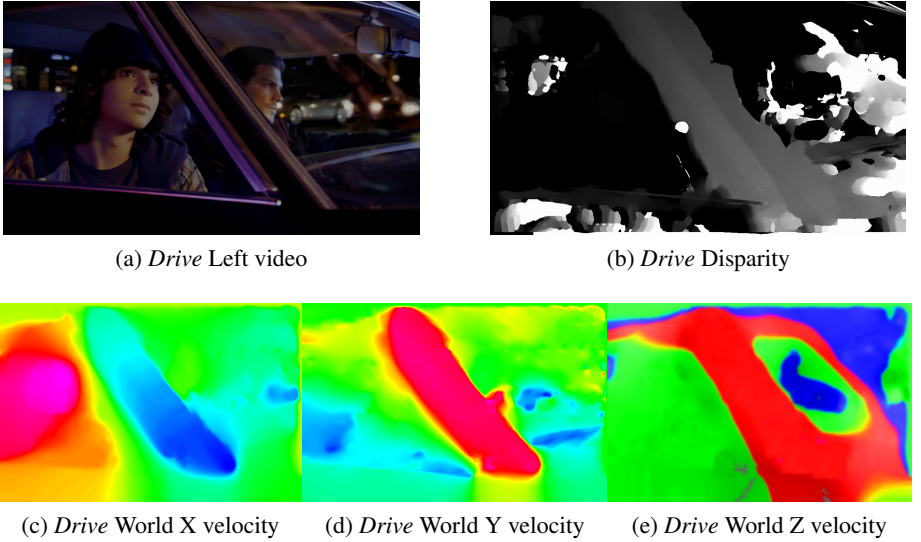 (a) Drive Left video
(b) Drive Disparity
(c) Drive World X velocity
(d) Drive World Y velocity
(e) Drive World Z velocity